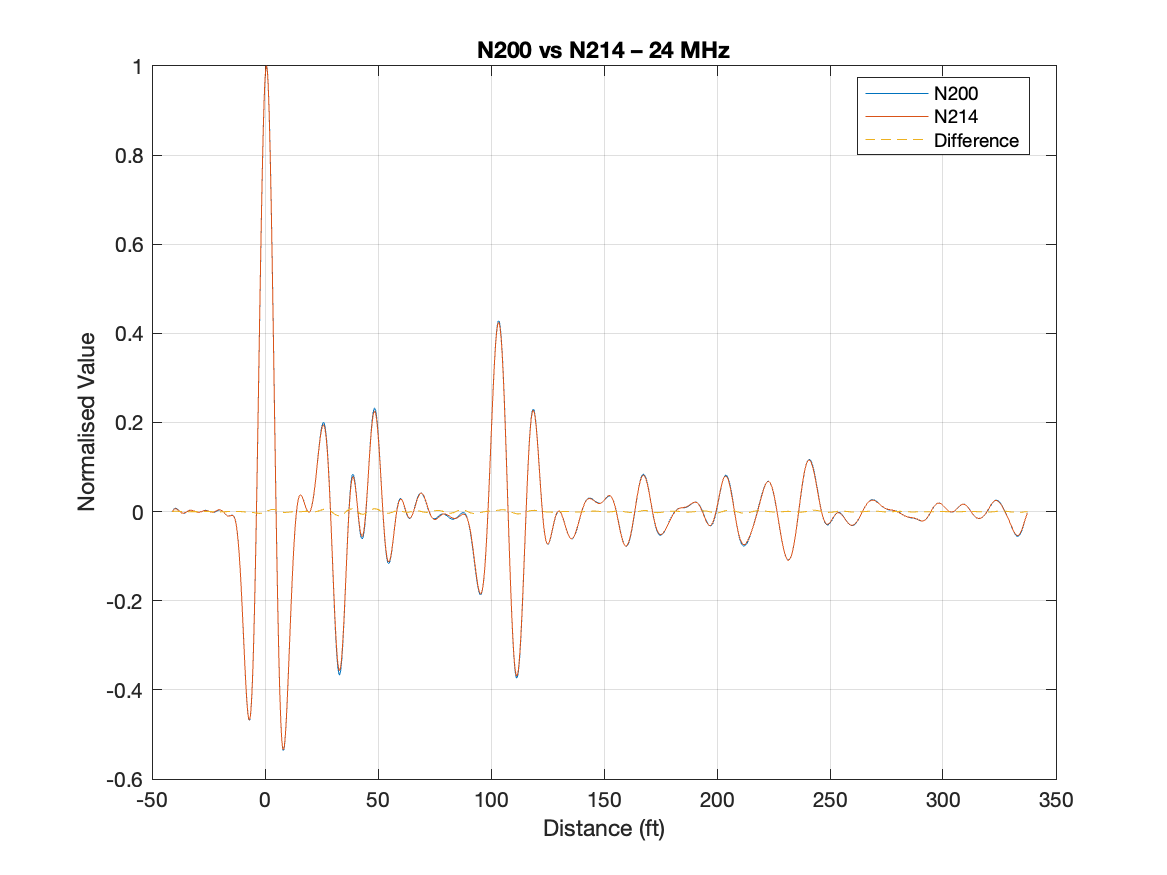 N200 vs N214 – 24 MHz
N200
N214
Difference
Normalised Value
1
0.8
0.6
0.4
0.2
0
-0.2
-0.4
-0.6
-50 0 50 100 150 200 250 300 350
Distance (ft)